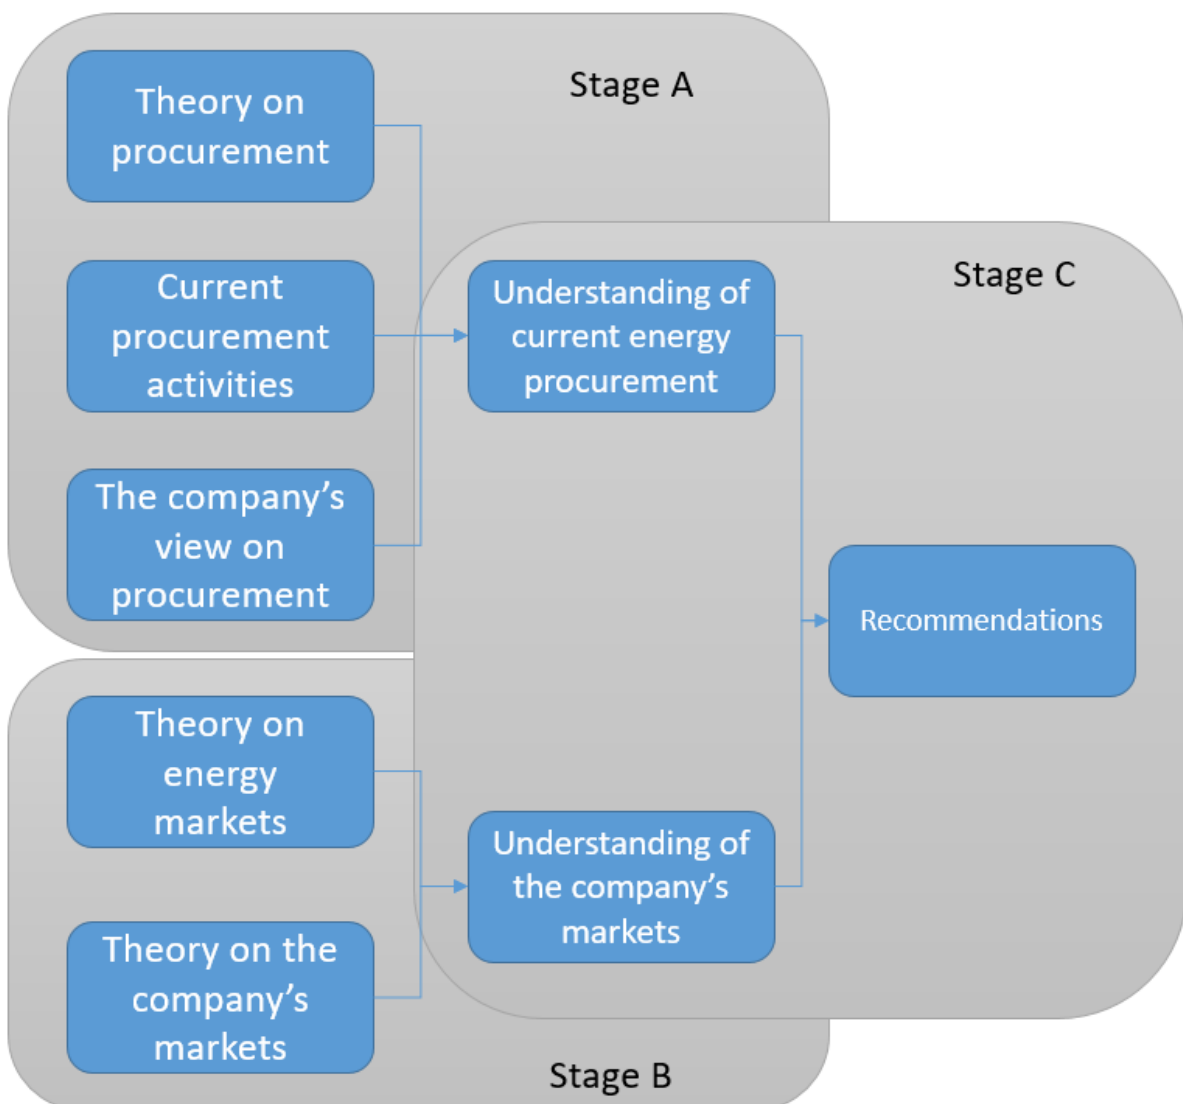 Stage A
Theory on
procurement
Current
procurement
activities
The company’s
view on
procurement
Stage C
Understanding of
current energy
procurement
Recommendations
Theory on
energy
markets
Theory on the
company’s
markets
Understanding of
the company’s
markets
Stage B